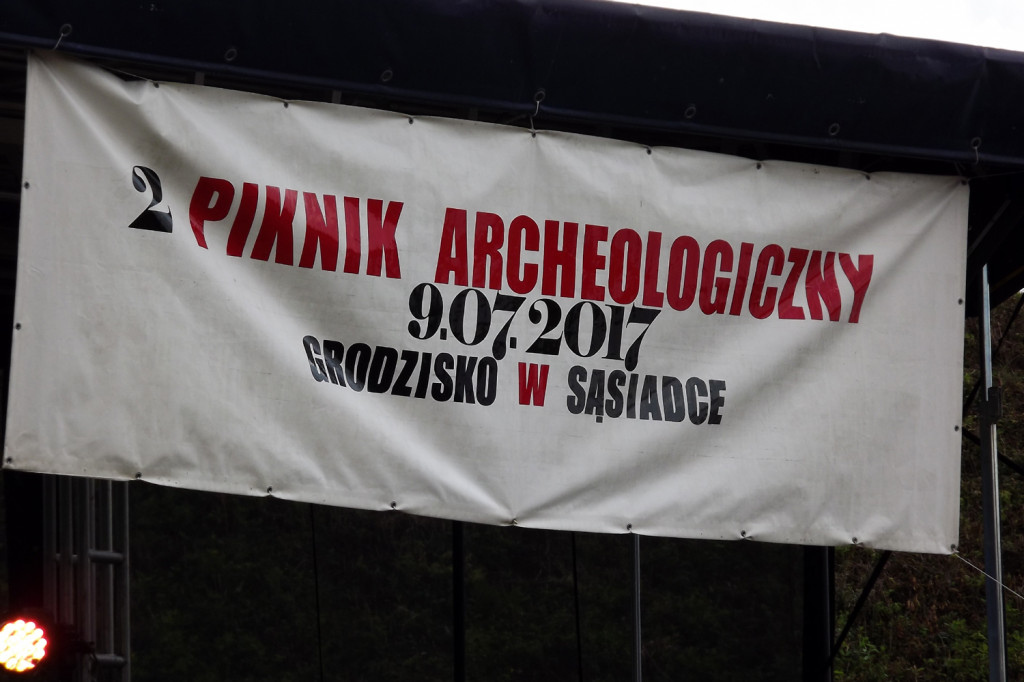 2 PIKNIK ARCHEOLOGICZNY
9.07.2017
GRODZISKO W SĄSIADCE